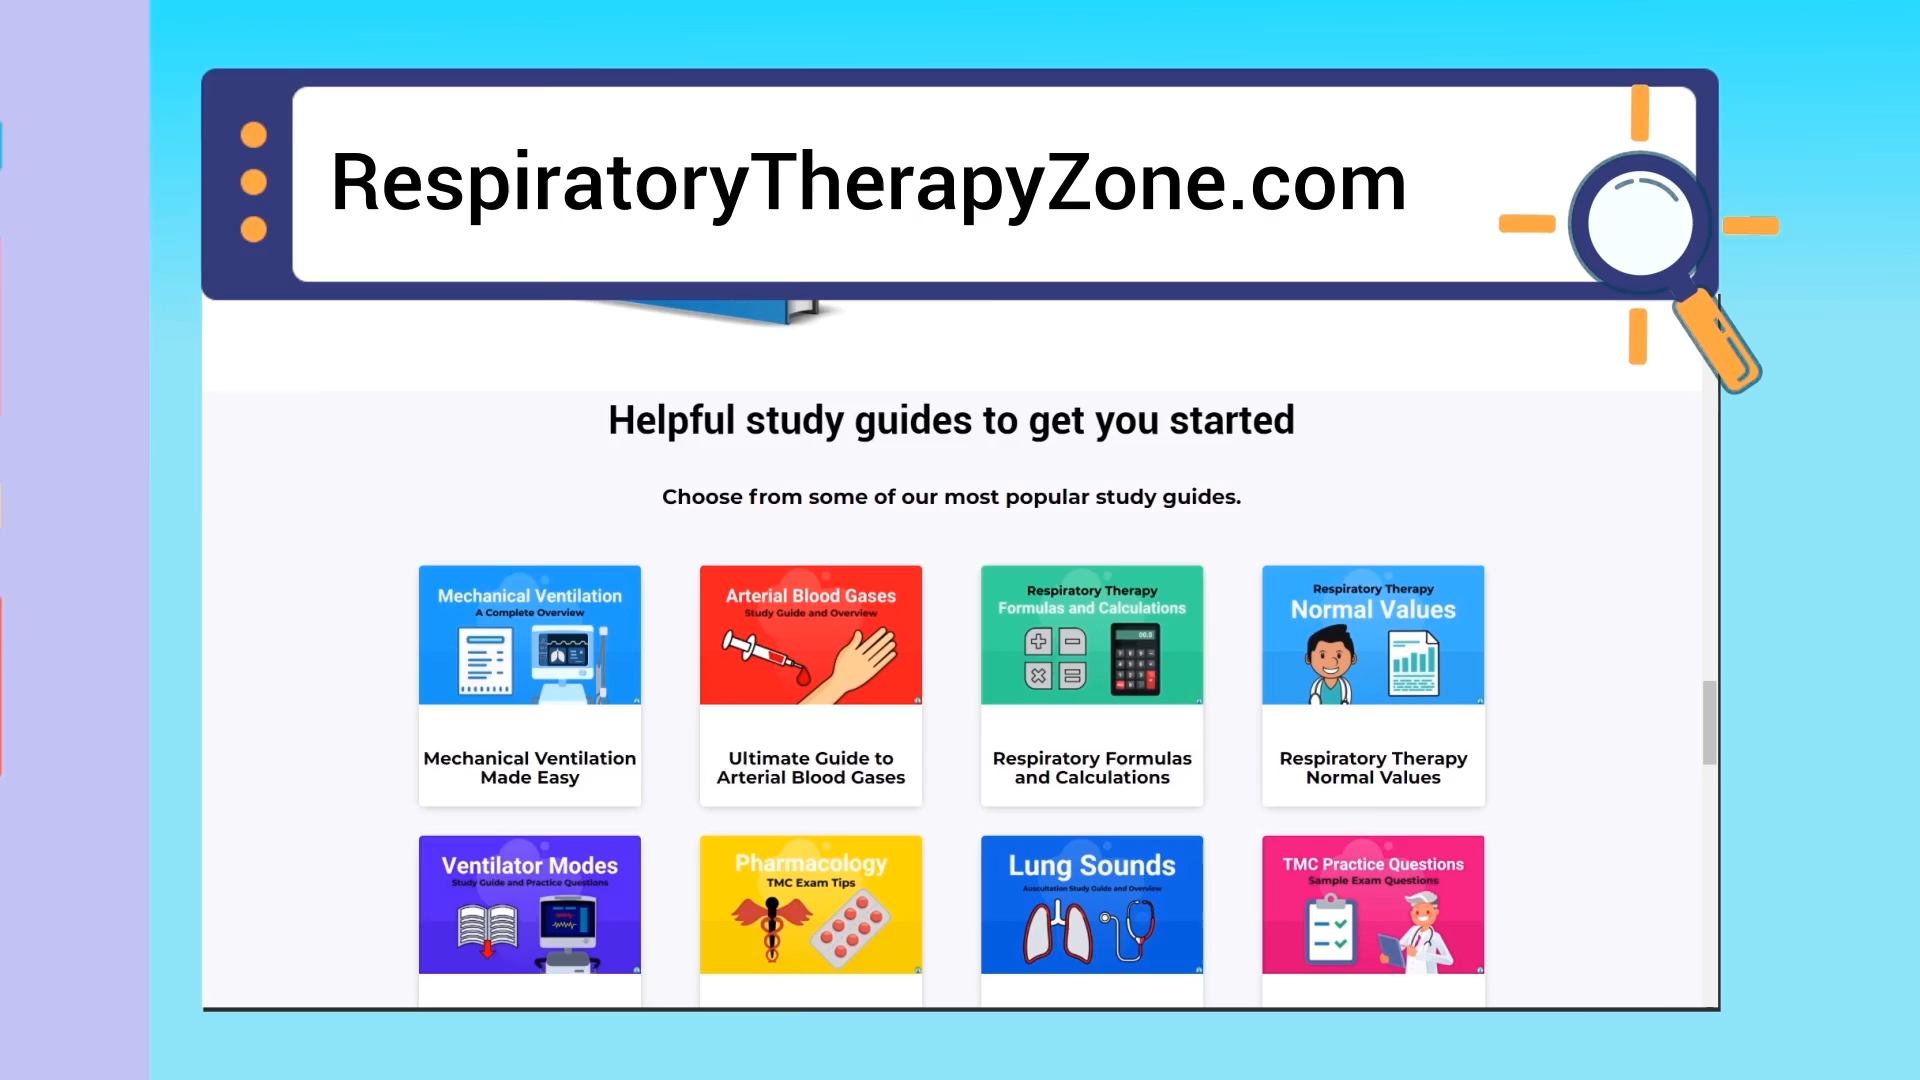 RespiratoryTherapyZone.com
Helpful study guides to get you started
Choose from some of our most popular study guides.
Mechanical Ventilation
A Complete Overview
Arterial Blood Gases
Study Guide and Overview
Respiratory Therapy
Formulas and Calculations
00.0
Respiratory Therapy
Normal Values
Mechanical Ventilation
Made Easy
Ultimate Guide to
Arterial Blood Gases
Respiratory Formulas
and Calculations
Respiratory Therapy
Normal Values
Ventilator Modes
Study Guide and Practice Questions
Pharmacology
TMC Exam Tips
Lung Sounds
Auscultation Study Guide and Overview
TMC Practice Questions
Sample Exam Questions